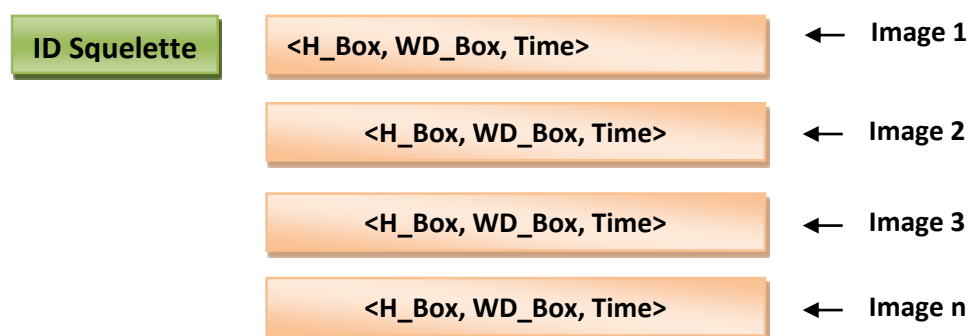 ID Squelette <H_Box, WD_Box, Time> Image 1
<H_Box, WD_Box, Time> Image 2
<H_Box, WD_Box, Time> Image 3
<H_Box, WD_Box, Time> Image n